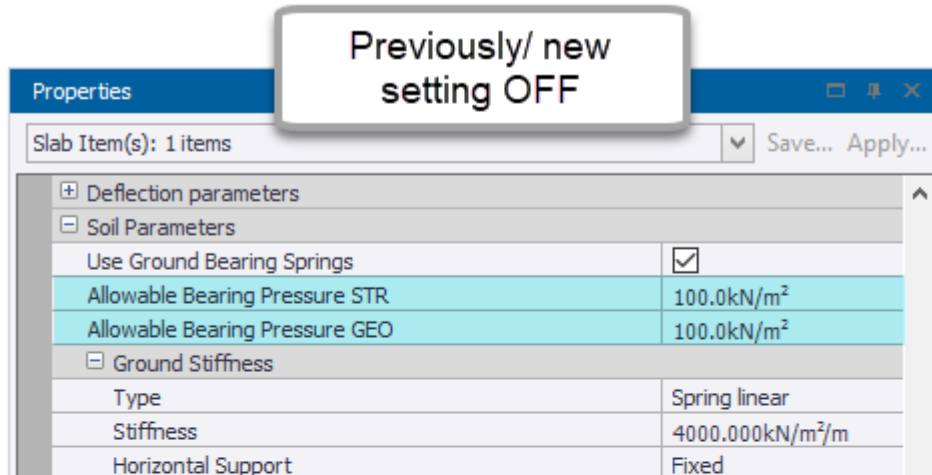 Previously/ new
setting OFF
Properties
Slab Item(s): 1 items Save... Apply...
Deflection parameters
Soil Parameters
Use Ground Bearing Springs
Allowable Bearing Pressure STR 100.0kN/m²
Allowable Bearing Pressure GEO 100.0kN/m²
Ground Stiffness
Type Spring linear
Stiffness 4000.000kN/m²/m
Horizontal Support Fixed